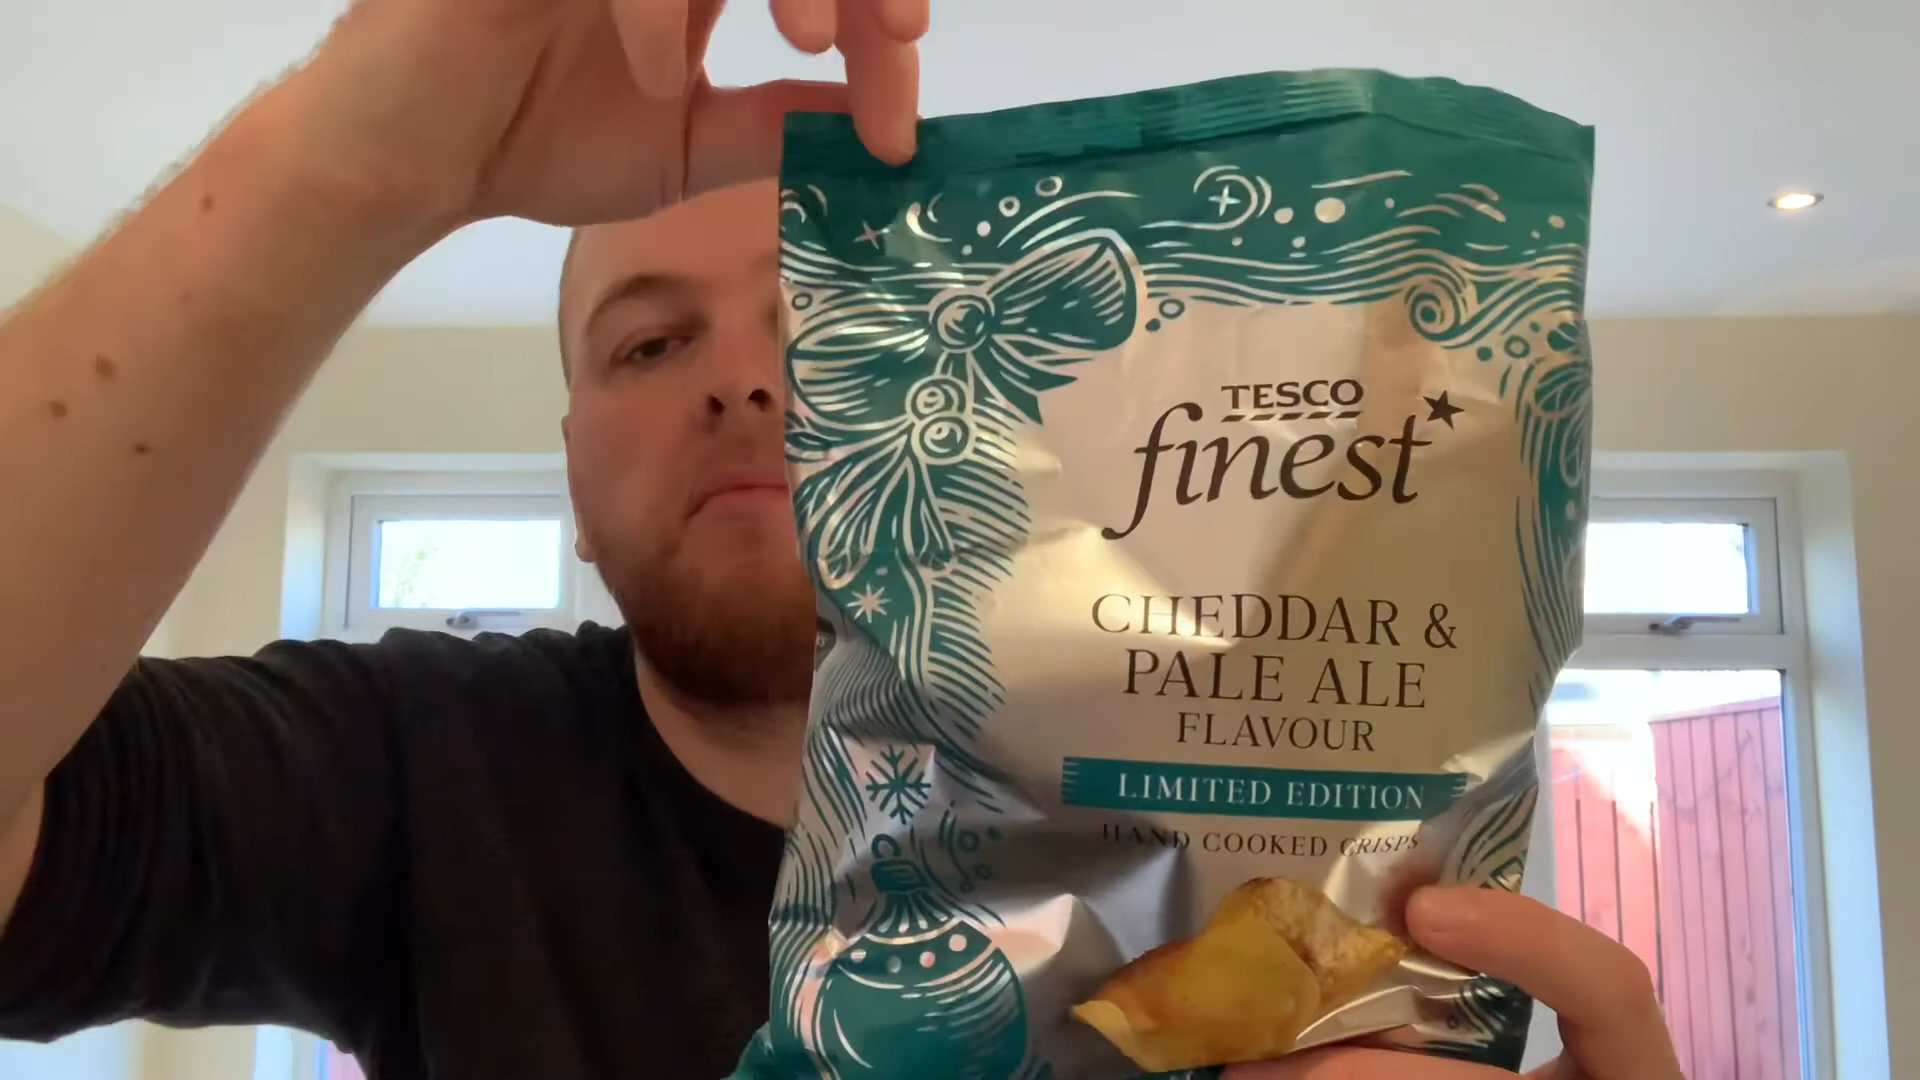 TESCO
finest
CHEDDAR &
PALE ALE
FLAVOUR
LIMITED EDITION
HAND COOKED CRISPS